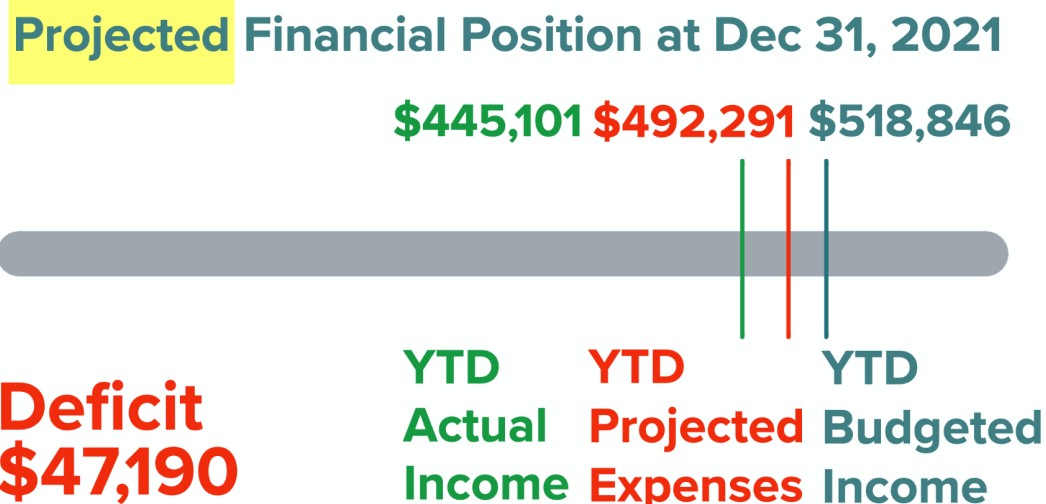 Projected Financial Position at Dec 31, 2021
$445,101 $492,291 $518,846
YTD Actual Income
YTD Projected Expenses
YTD Budgeted Income
Deficit
$47,190